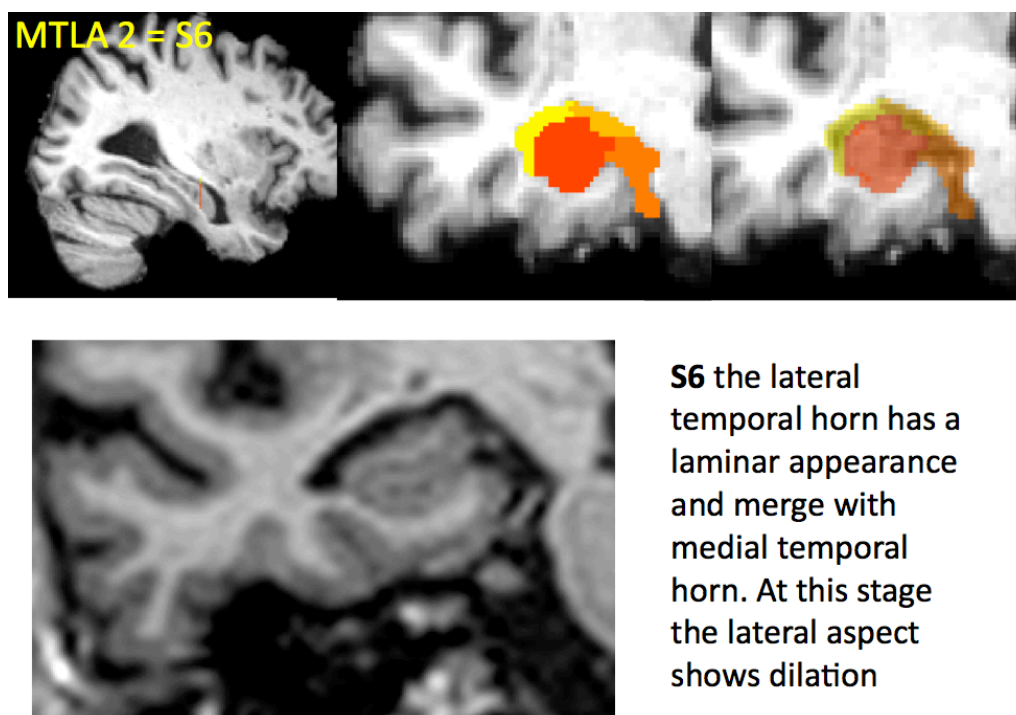 MTLA 2 = S6
S6 the lateral
temporal horn has a
laminar appearance
and merge with
medial temporal
horn. At this stage
the lateral aspect
shows dilation